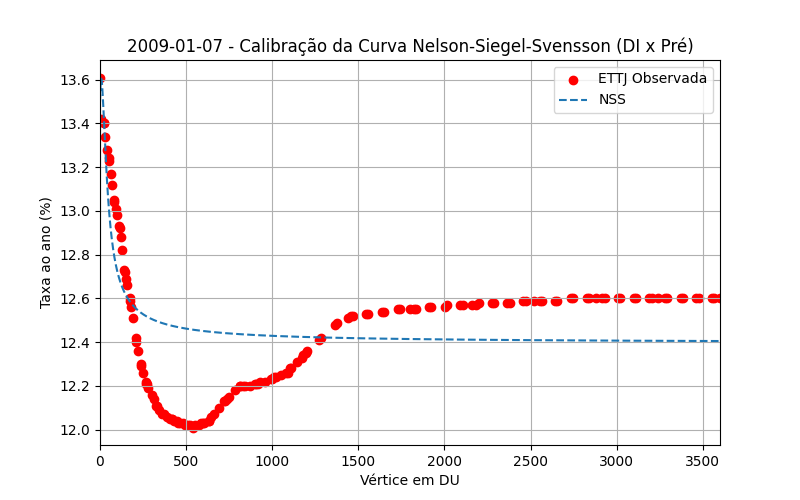 2009-01-07 - Calibração da Curva Nelson-Siegel-Svensson (DI x Pré)
ETTJ Observada
NSS
Taxa ao ano (%)
13.6
13.4
13.2
13.0
12.8
12.6
12.4
12.2
12.0
0 500 1000 1500 2000 2500 3000 3500
Vértice em DU